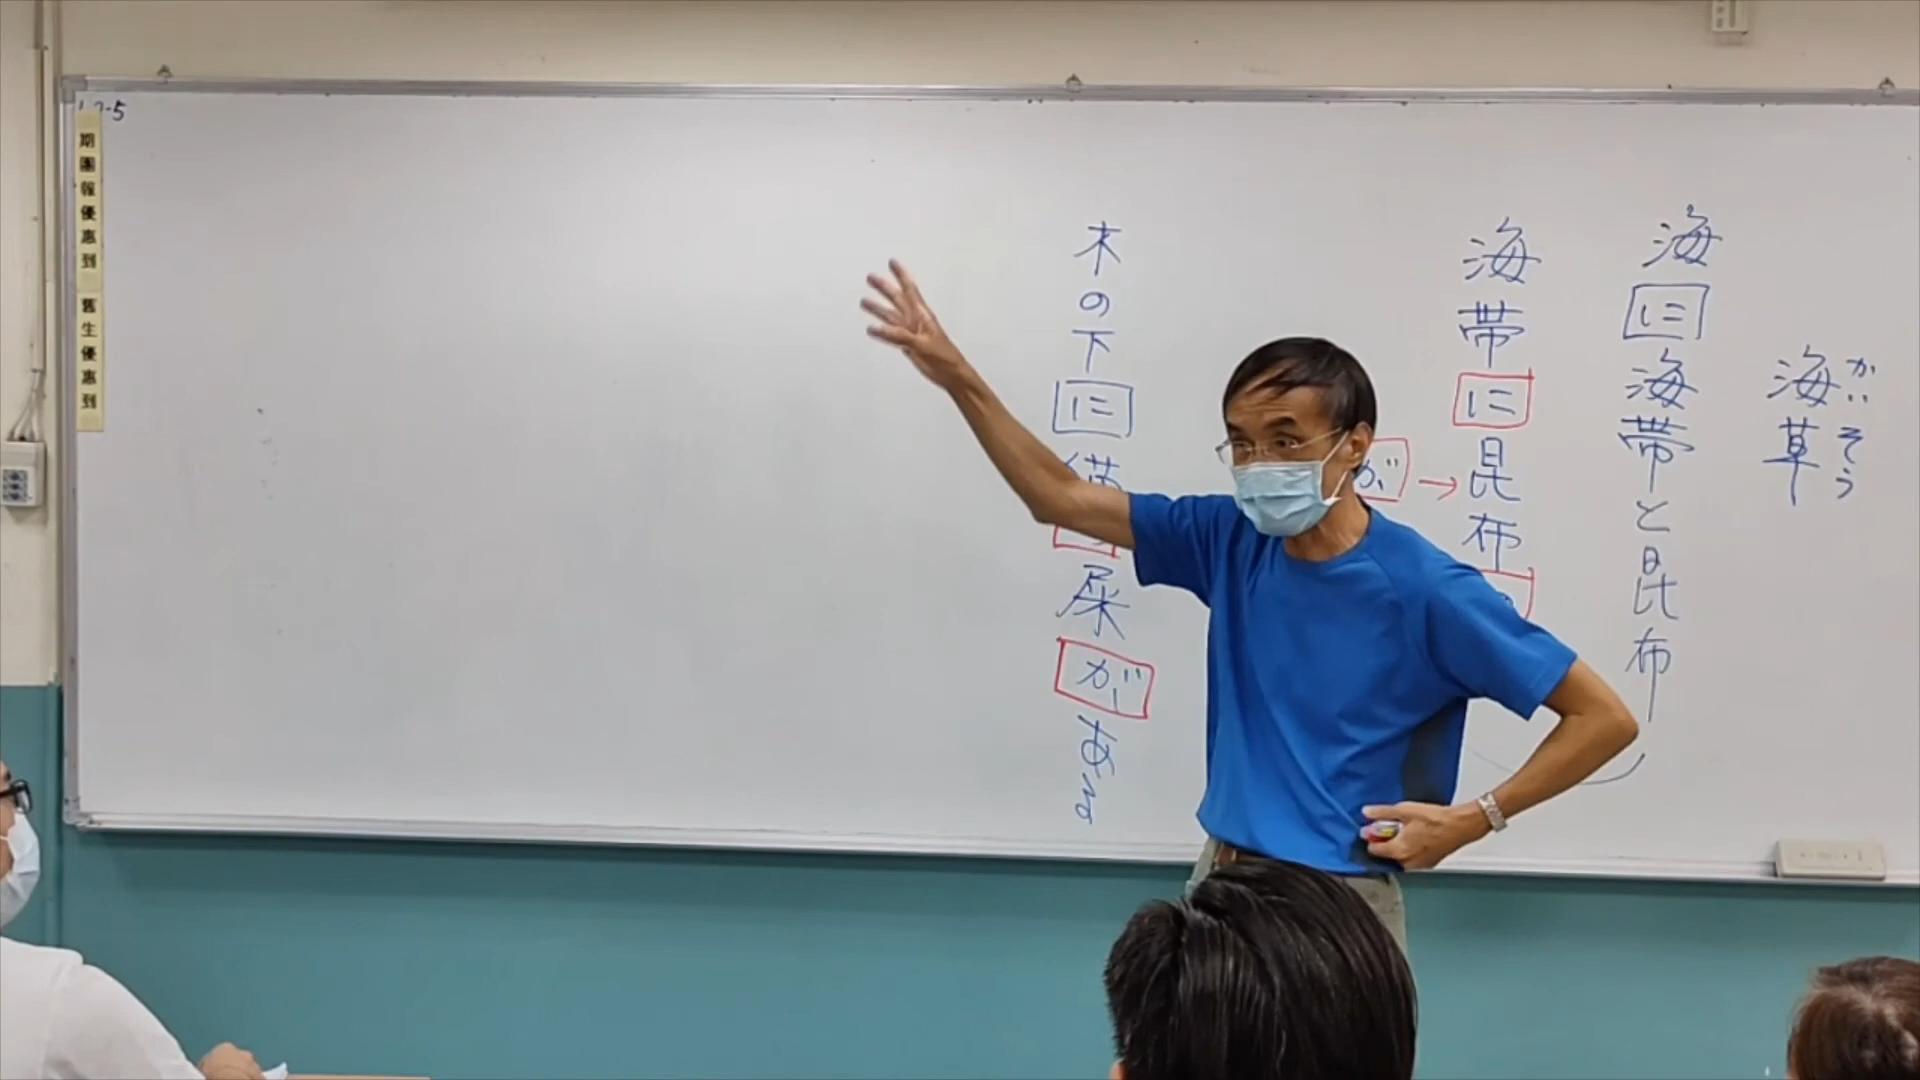 海草
かいそう
海に海帯と昆布
海帯に昆布
が→
木の下に猫の屎がある
期團報優惠到 舊生優惠到